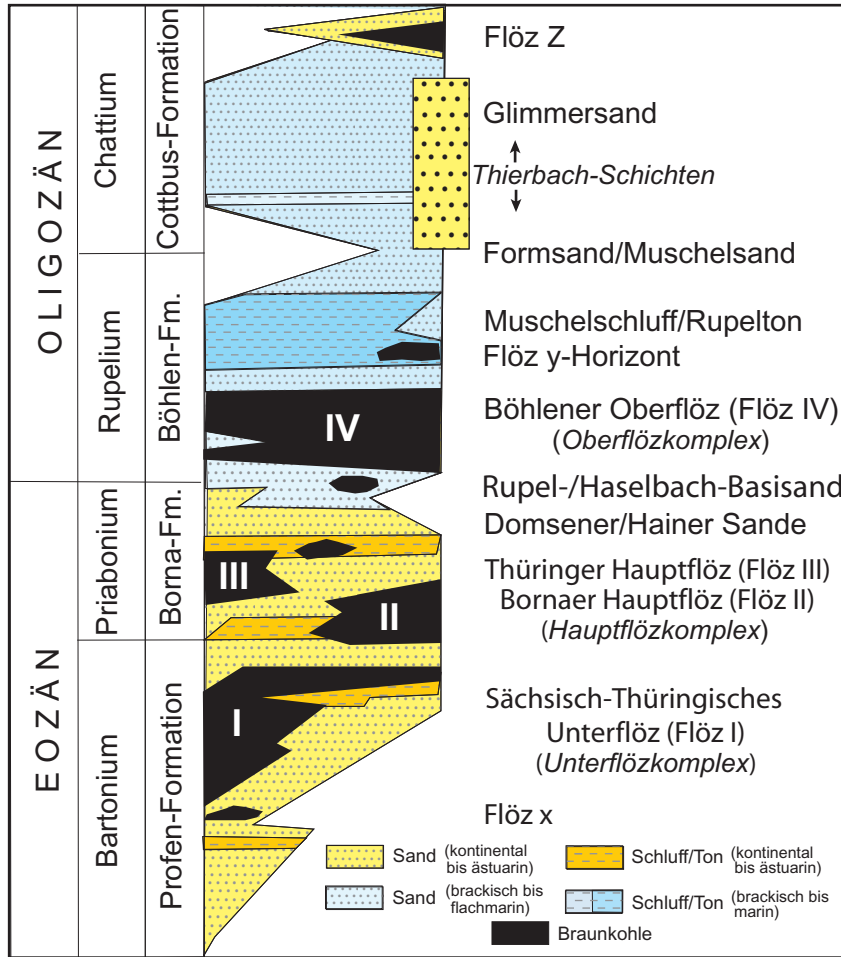 OLIGOZÄN
EOZÄN
Chattium
Rupelium
Priabonium
Bartonium
Cottbus-Formation
Böhlen-Fm.
Borna-Fm.
Profen-Formation
IV
III
II
I
Flöz Z
Glimmersand
Thierbach-Schichten
Formsand/Muschelsand
Muschelschluff/Rupelton
Flöz y-Horizont
Böhlener Oberflöz (Flöz IV)
(Oberflözkomplex)
Rupel-/Haselbach-Basisand
Domsener/Hainer Sande
Thüringer Hauptflöz (Flöz III)
Bornaer Hauptflöz (Flöz II)
(Hauptflözkomplex)
Sächsisch-Thüringisches
Unterflöz (Flöz I)
(Unterflözkomplex)
Flöz x
Sand (kontinental
bis ästuarin)
Schluff/Ton (kontinental
bis ästuarin)
Sand (brackisch bis
flachmarin)
Schluff/Ton (brackisch bis
marin)
Braunkohle